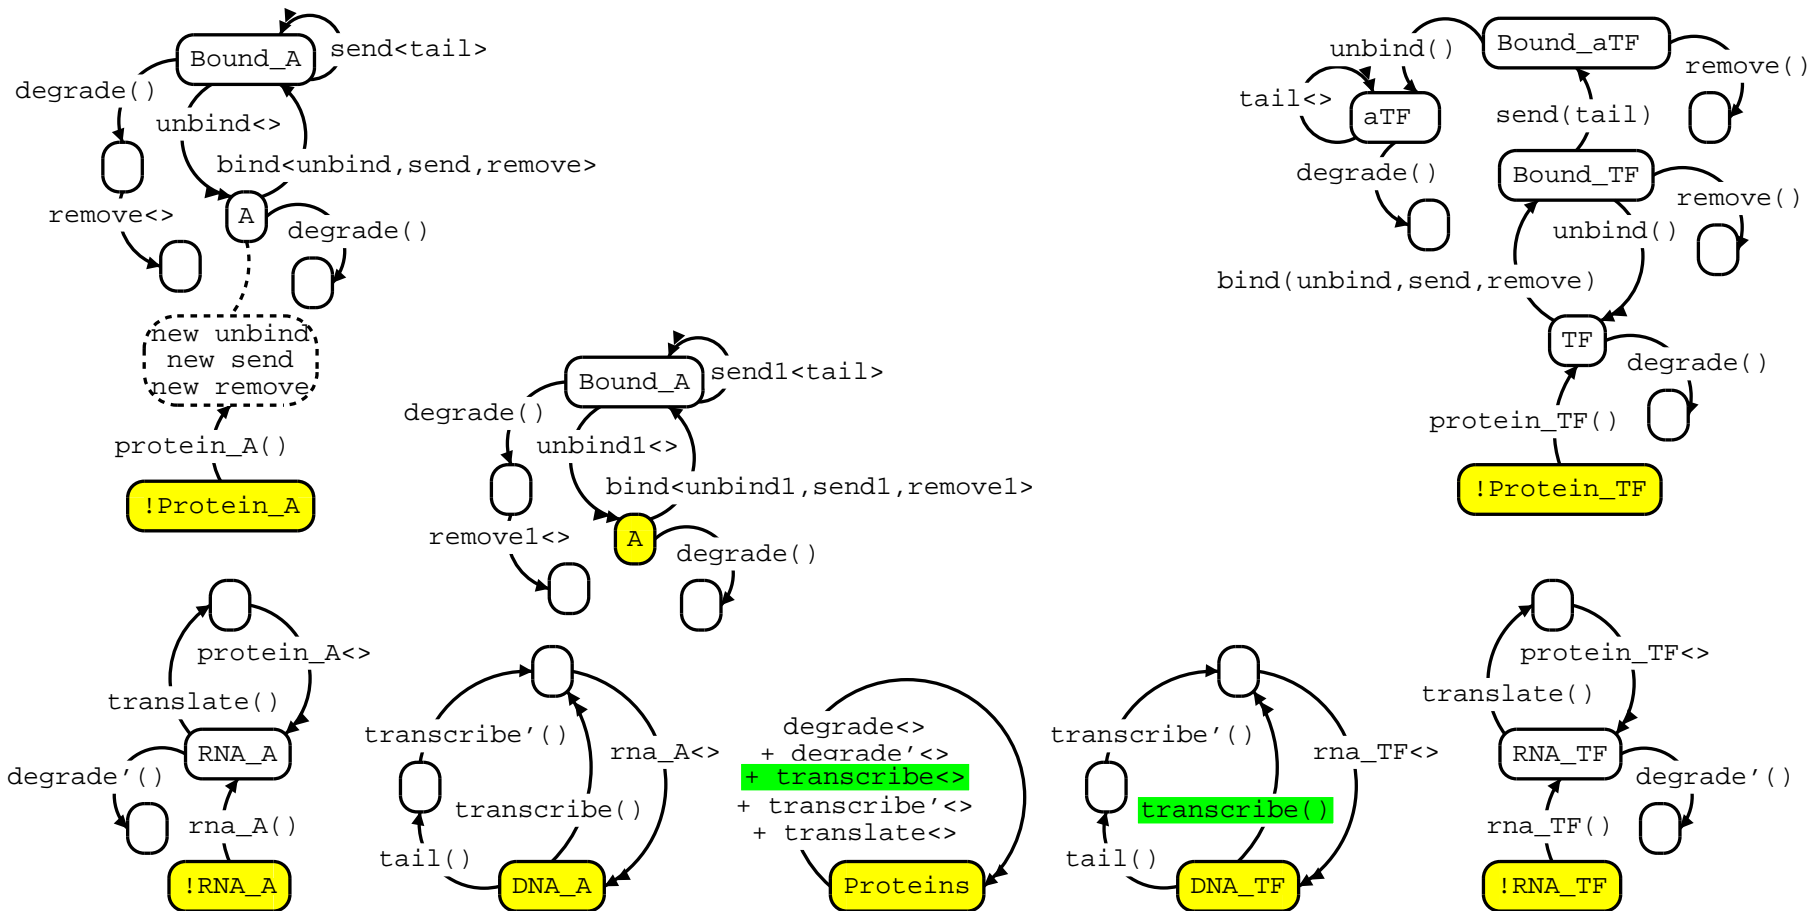 Bound_A
send<tail>
degrade()
unbind<>
bind<unbind,send,remove>
remove<>
A
degrade()
new unbind
new send
new remove
protein_A()
!Protein_A
unbind()
Bound_aTF
remove()
tail<>
aTF
send(tail)
degrade()
Bound_TF
remove()
unbind()
bind(unbind,send,remove)
TF
degrade()
protein_TF()
!Protein_TF
Bound_A
send1<tail>
degrade()
unbind1<>
bind<unbind1,send1,remove1>
remove1<>
A
degrade()
protein_A<>
translate()
RNA_A
degrade'()
rna_A()
!RNA_A
transcribe'()
rna_A<>
transcribe()
tail()
DNA_A
degrade<>
+ degrade'<>
+ transcribe<>
+ transcribe'<>
+ translate<>
Proteins
transcribe'()
rna_TF<>
transcribe()
tail()
DNA_TF
protein_TF<>
translate()
RNA_TF
degrade'()
rna_TF()
!RNA_TF